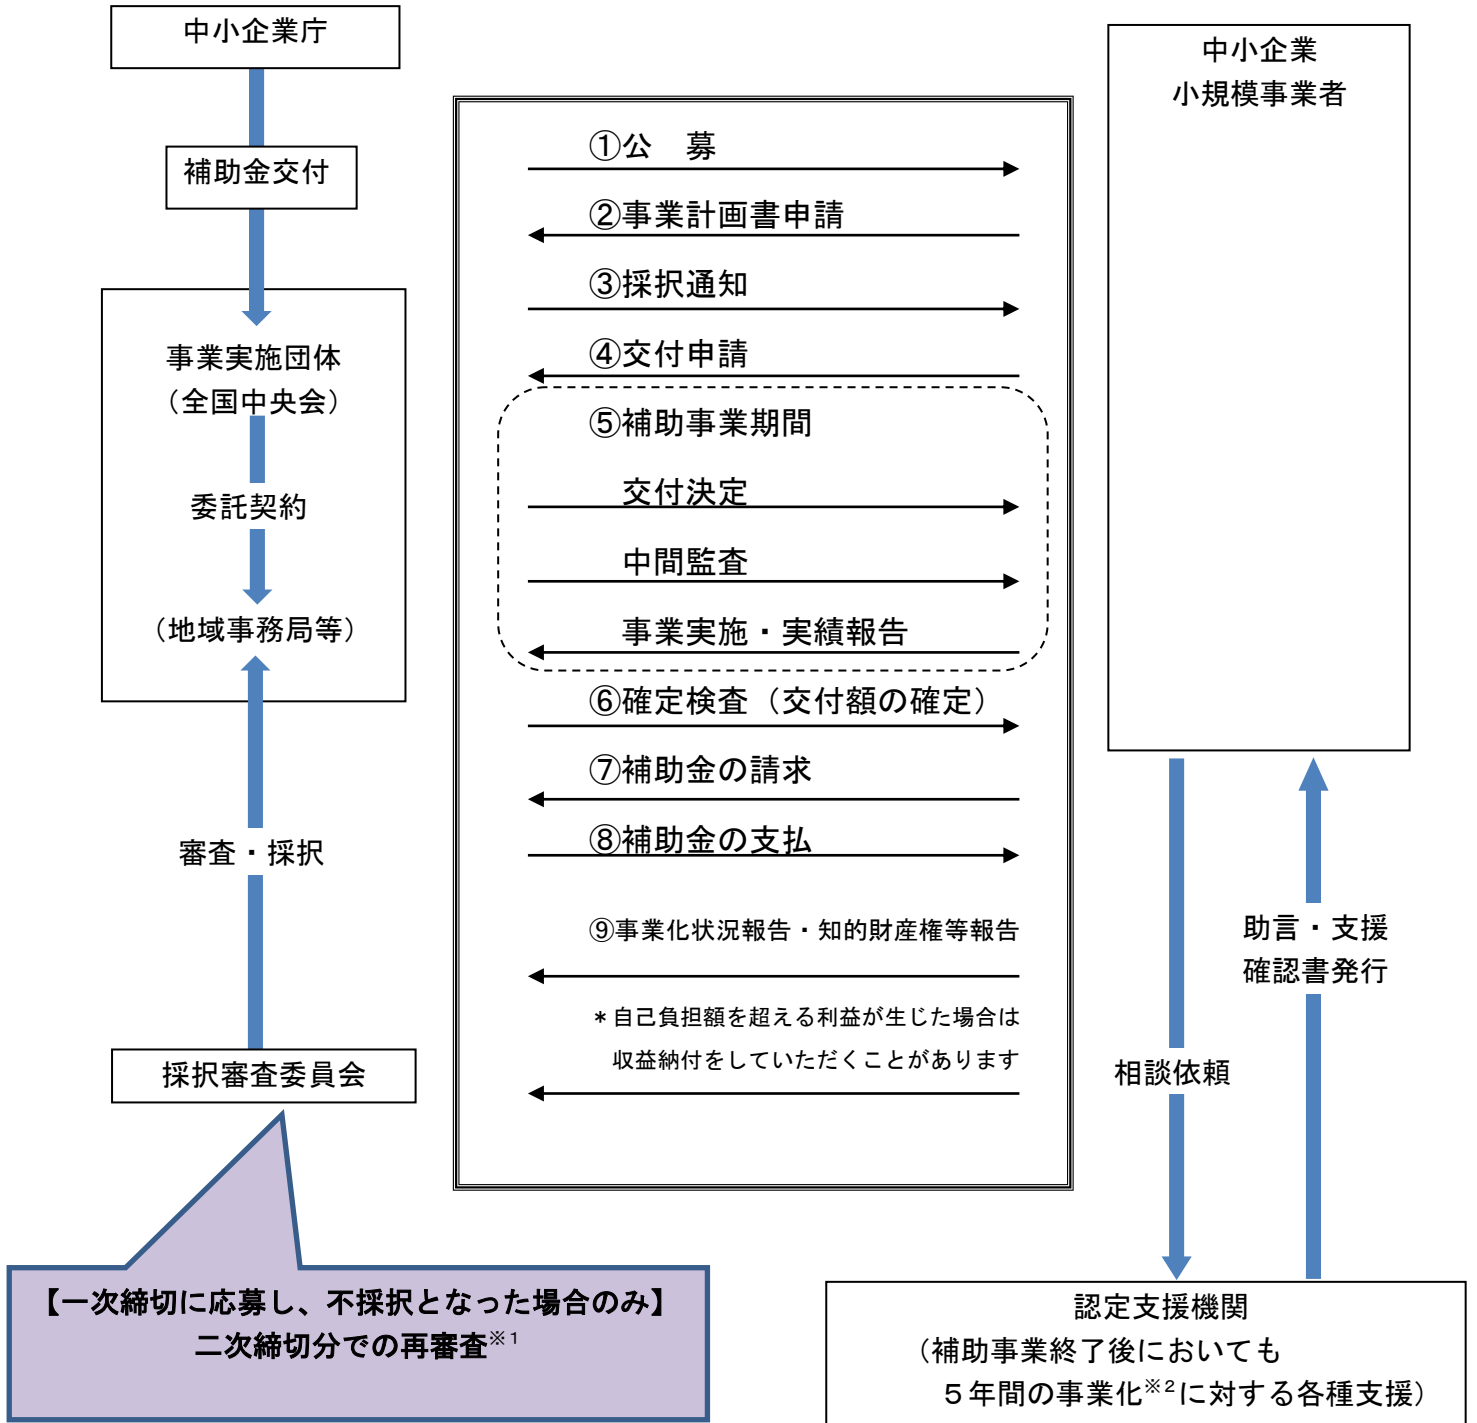 中小企業庁
補助金交付
事業実施団体
（全国中央会）
委託契約
（地域事務局等）
審査・採択
採択審査委員会
【一次締切に応募し、不採択となった場合のみ】
二次締切分での再審査※1
①公　募
②事業計画書申請
③採択通知
④交付申請
⑤補助事業期間
交付決定
中間監査
事業実施・実績報告
⑥確定検査（交付額の確定）
⑦補助金の請求
⑧補助金の支払
⑨事業化状況報告・知的財産権等報告
＊自己負担額を超える利益が生じた場合は
収益納付をしていただくことがあります
中小企業
小規模事業者
助言・支援
確認書発行
相談依頼
認定支援機関
（補助事業終了後においても
５年間の事業化※2に対する各種支援）